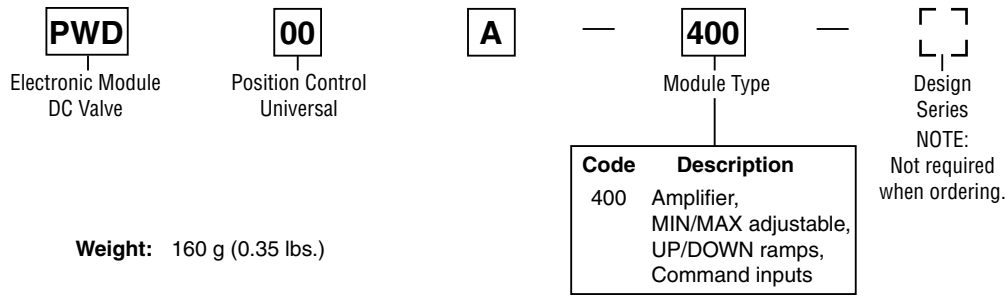 PWD 00 A — 400 —
Electronic Module
DC Valve
Position Control
Universal
Module Type
Design
Series
NOTE:
Not required
when ordering.
Code Description
400 Amplifier,
MIN/MAX adjustable,
UP/DOWN ramps,
Command inputs
Weight: 160 g (0.35 lbs.)